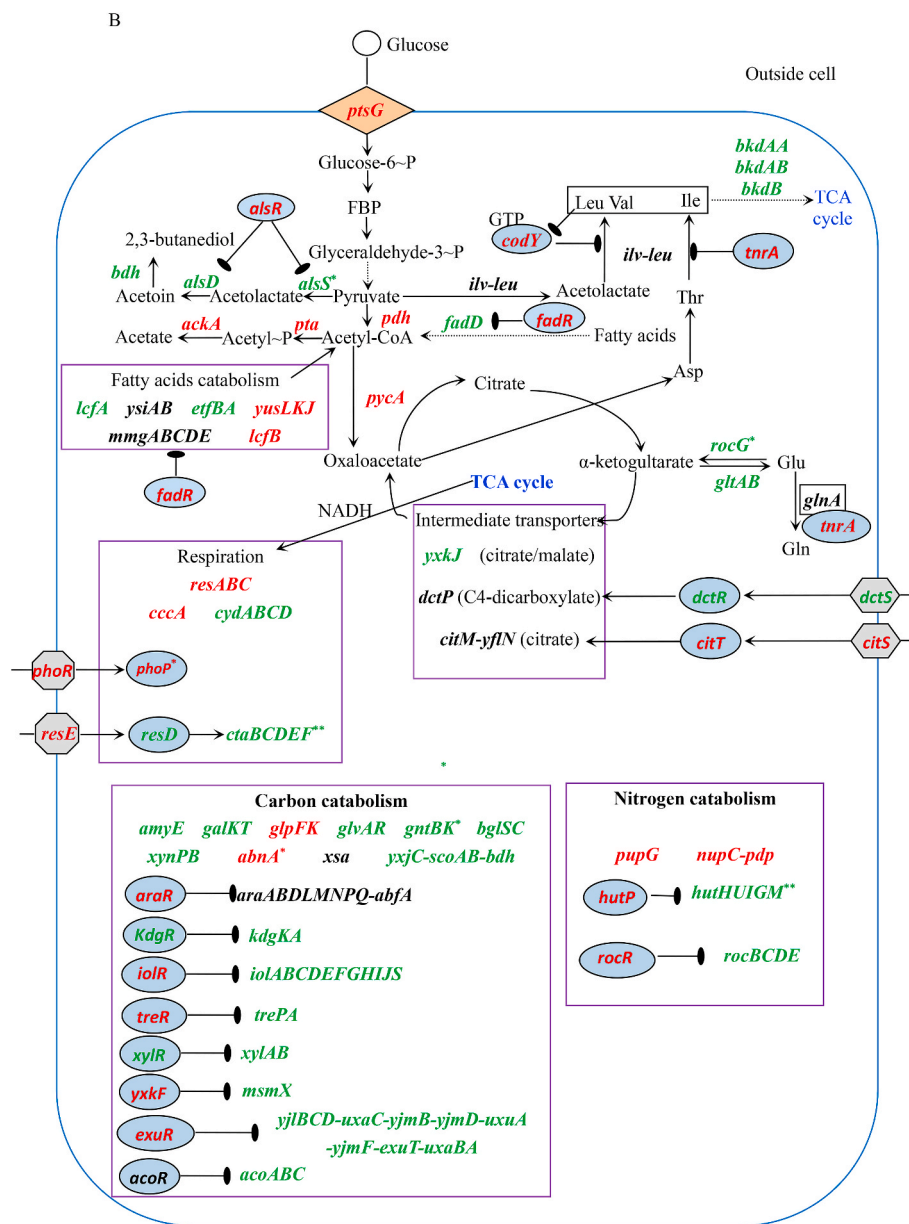 B
Glucose
Outside cell
ptsG
Glucose-6~P
bkdAA
bkdAB
bkdB
TCA
cycle
alsR
FBP
Leu Val
Ile
GTP
codY
ilv-leu
tnrA
2,3-butanediol
Glyceraldehyde-3~P
bdh
alsD
alsS*
ilv-leu
Acetoin
Acetolactate
Pyruvate
Acetolactate
Thr
ackA
pta
pdh
fadD
fadR
Acetate
Acetyl~P
Acetyl-CoA
Fatty acids
Fatty acids catabolism
lcfA ysiAB etfBA yusLKJ
mmgABCDE lcfB
fadR
pycA
Citrate
Asp
Oxaloacetate
α-ketogultarate
rocG*
gltAB
Glu
glnA
tnrA
Gln
TCA cycle
NADH
Intermediate transporter
yxkJ (citrate/malate)
dctP (C4-dicarboxylate)
dctR
dctS
citM-yflN (citrate)
citT
citS
Respiration
resABC
cccA cydABCD
phoR
phoP*
resE
resD
ctaBCDEF**
*
Carbon catabolism
amyE galKT glpFK glvAR gntBK* bglSC
xynPB abnA* xsa yxjC-scoAB-bdh
araR araABDLMNPQ-abfA
KdgR kdgKA
iolR iolABCDEFGHIJS
treR trePA
xylR xylAB
yxkF msmX
exuR yjlBCD-uxaC-yjmB-yjmD-uxuA
-yjmF-exuT-uxaBA
acoR acoABC
Nitrogen catabolism
pupG nupC-pdp
hutP hutHUIGM**
rocR rocBCDE